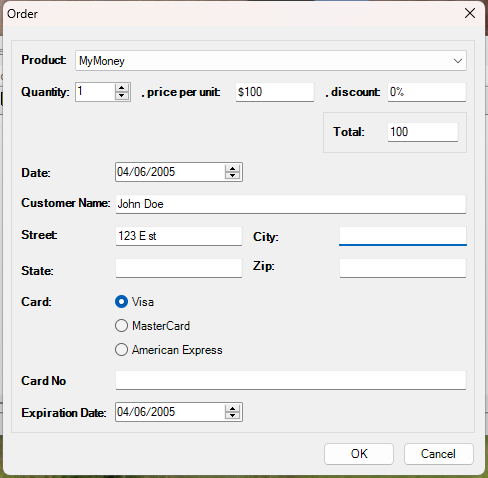 Order
Product: MyMoney
Quantity: 1 , price per unit: $100 , discount: 0%
Total: 100
Date: 04/06/2005
Customer Name: John Doe
Street: 123 E st City:
State: Zip:
Card: Visa
MasterCard
American Express
Card No
Expiration Date: 04/06/2005
OK Cancel